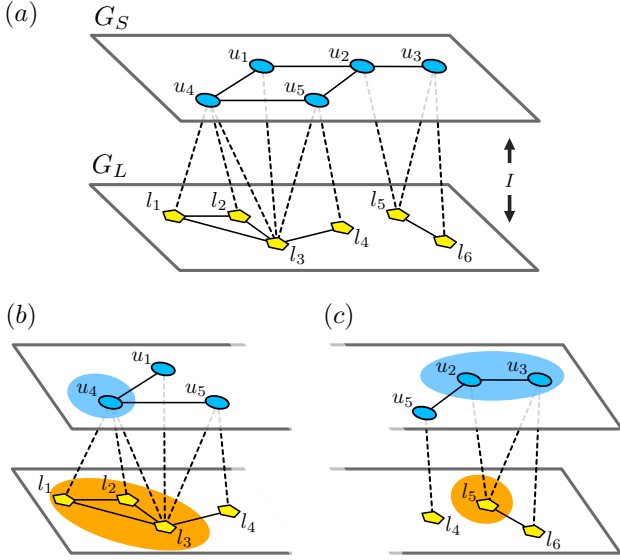 (a)
G_S
u_1 u_2 u_3
u_4 u_5
G_L
I
l_1 l_2 l_5
l_4
l_3 l_6
(b) (c)
u_1 u_2 u_3
u_4 u_5 u_5
l_1 l_2 l_5
l_4 l_4
l_3 l_6